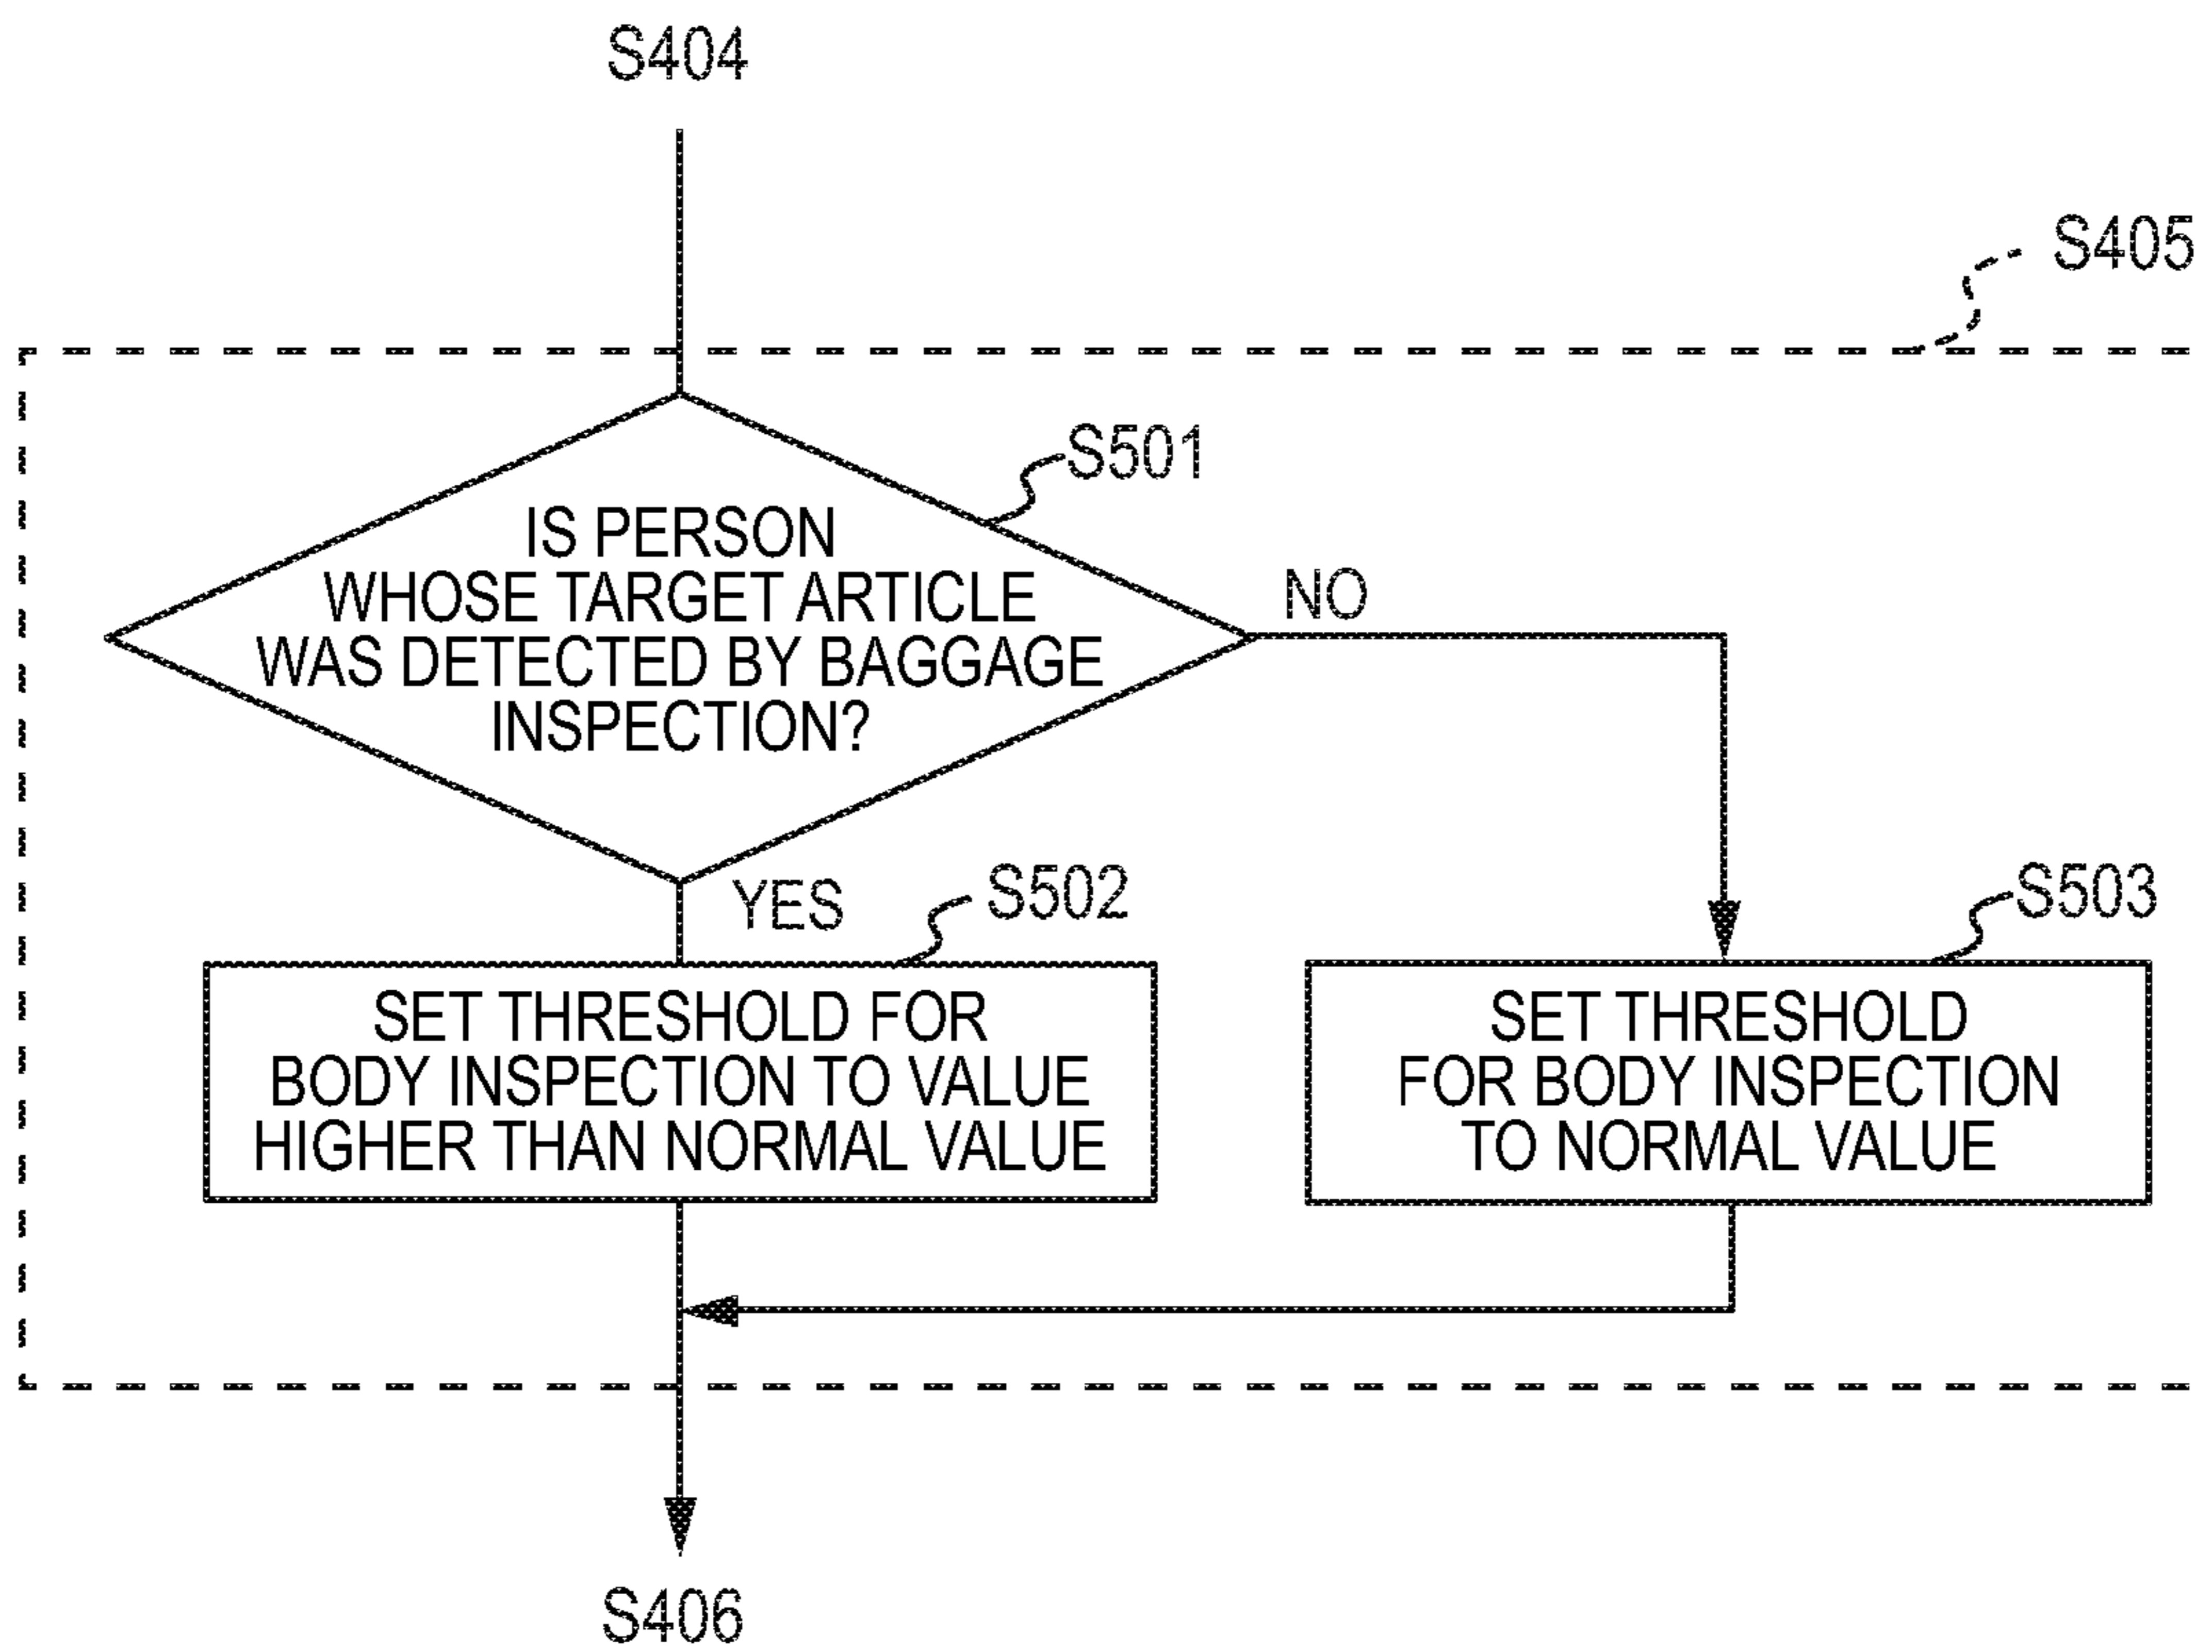 S404
S405
S501
IS PERSON
WHOSE TARGET ARTICLE
WAS DETECTED BY BAGGAGE
INSPECTION?
NO
YES
S502
SET THRESHOLD FOR
BODY INSPECTION TO VALUE
HIGHER THAN NORMAL VALUE
S503
SET THRESHOLD
FOR BODY INSPECTION
TO NORMAL VALUE
S406